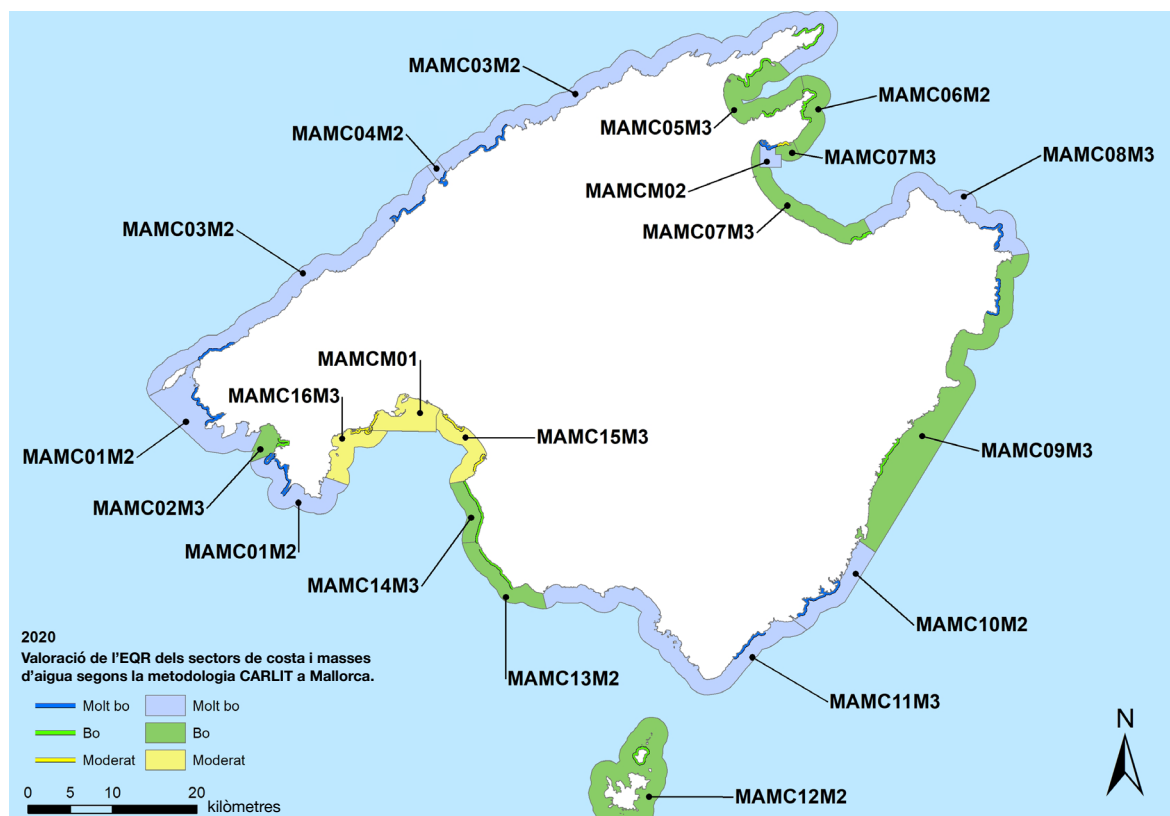 MAMC03M2
MAMC04M2
MAMC05M3
MAMC06M2
MAMC07M3
MAMC08M3
MAMCM02
MAMC07M3
MAMC03M2
MAMCM01
MAMC16M3
MAMC15M3
MAMC09M3
MAMC01M2
MAMC02M3
MAMC01M2
MAMC14M3
MAMC10M2
MAMC13M2
MAMC11M3
MAMC12M2
2020
Valoració de l’EQR dels sectors de costa i masses
d’aigua segons la metodologia CARLIT a Mallorca.
Molt bo Molt bo
Bo Bo
Moderat Moderat
0 5 10 20 kilòmetres
N